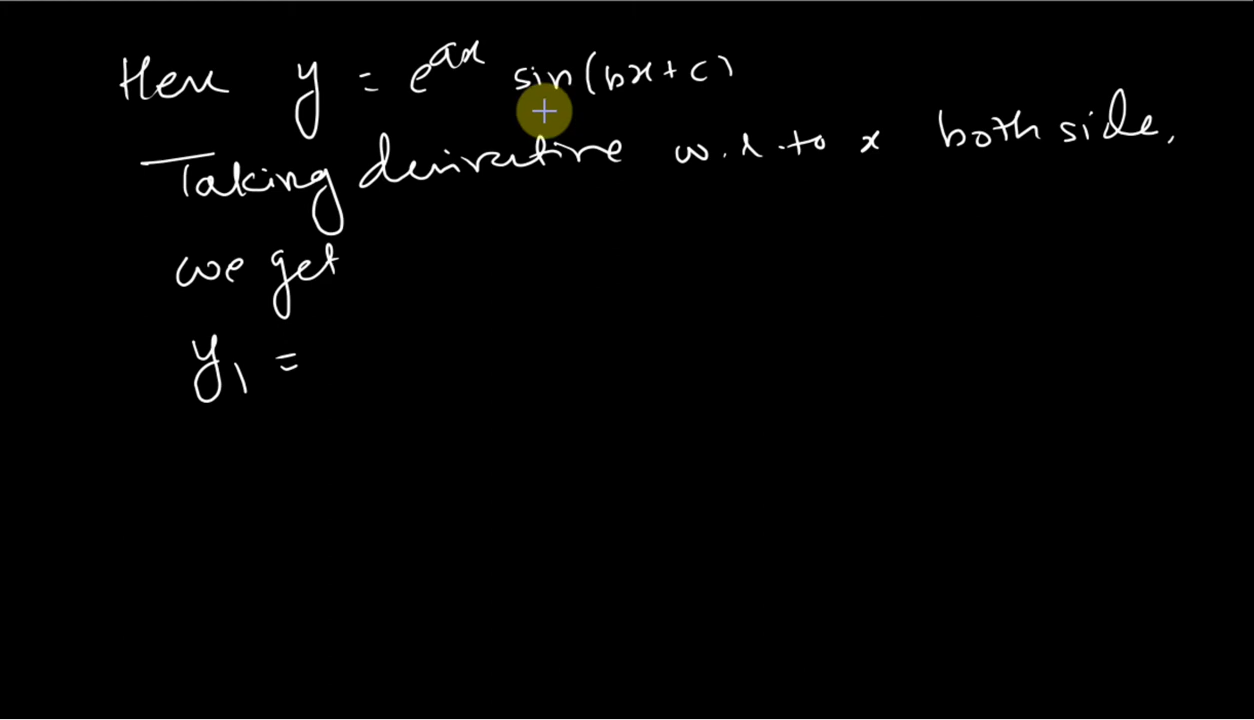 Here y = e^{ax} sin(bx+c)
Taking derivative w.r.to x both side,
we get
y₁ =